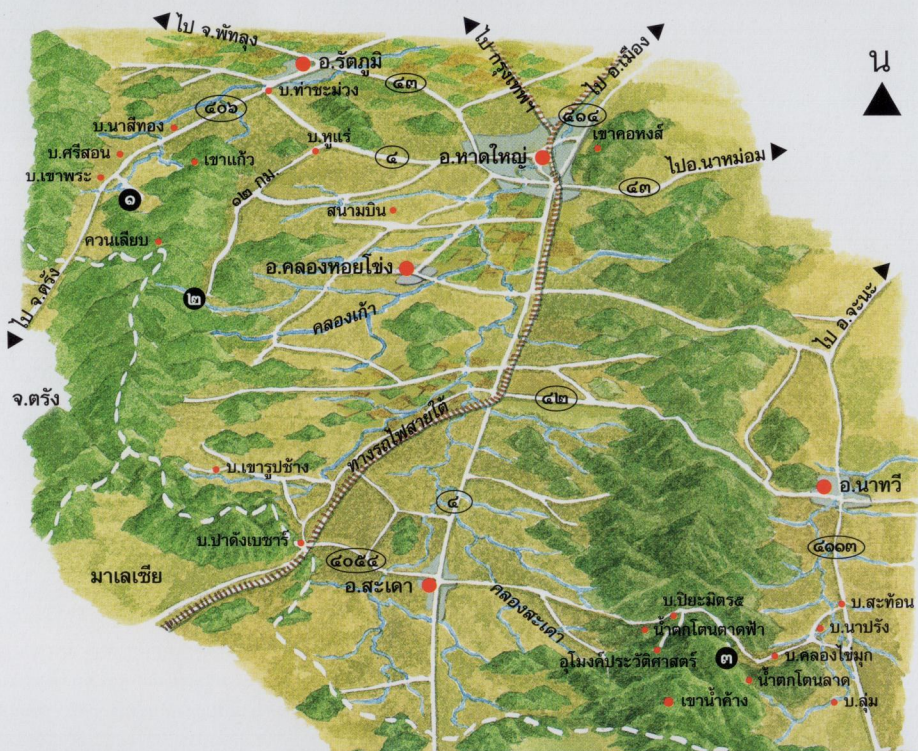 ไป จ.พัทลุง
ไป กรุงเทพฯ
ไป อ.เมือง
น
อ.รัตภูมิ
๔๓
บ.ท่าชะม่วง
๔๐๖
๔๑๔
บ.นาสีทอง
บ.หูแร่
เขาคอหงส์
บ.ศรีสอน
เขาแก้ว
๔
อ.หาดใหญ่
ไปอ.นาหม่อม
บ.เขาพระ
๑
๑๒ กม.
๔๓
สนามบิน
ควนเลียบ
อ.คลองหอยโข่ง
๒
ไป จ.ตรัง
คลองเก้า
ไป อ.จะนะ
จ.ตรัง
๔๒
ทางรถไฟสายใต้
บ.เขารูปช้าง
อ.นาทวี
๔
บ.ปาดังเบซาร์
๔๐๕๔
๔๑๑๓
มาเลเซีย
อ.สะเดา
คลองสะเดา
บ.ปิยะมิตร๕
บ.สะท้อน
น้ำตกโตนดาดฟ้า
บ.นาปรัง
อุโมงค์ประวัติศาสตร์
๓
บ.คลองไข่มุก
น้ำตกโตนลาด
เขาน้ำค้าง
บ.ลุ่ม